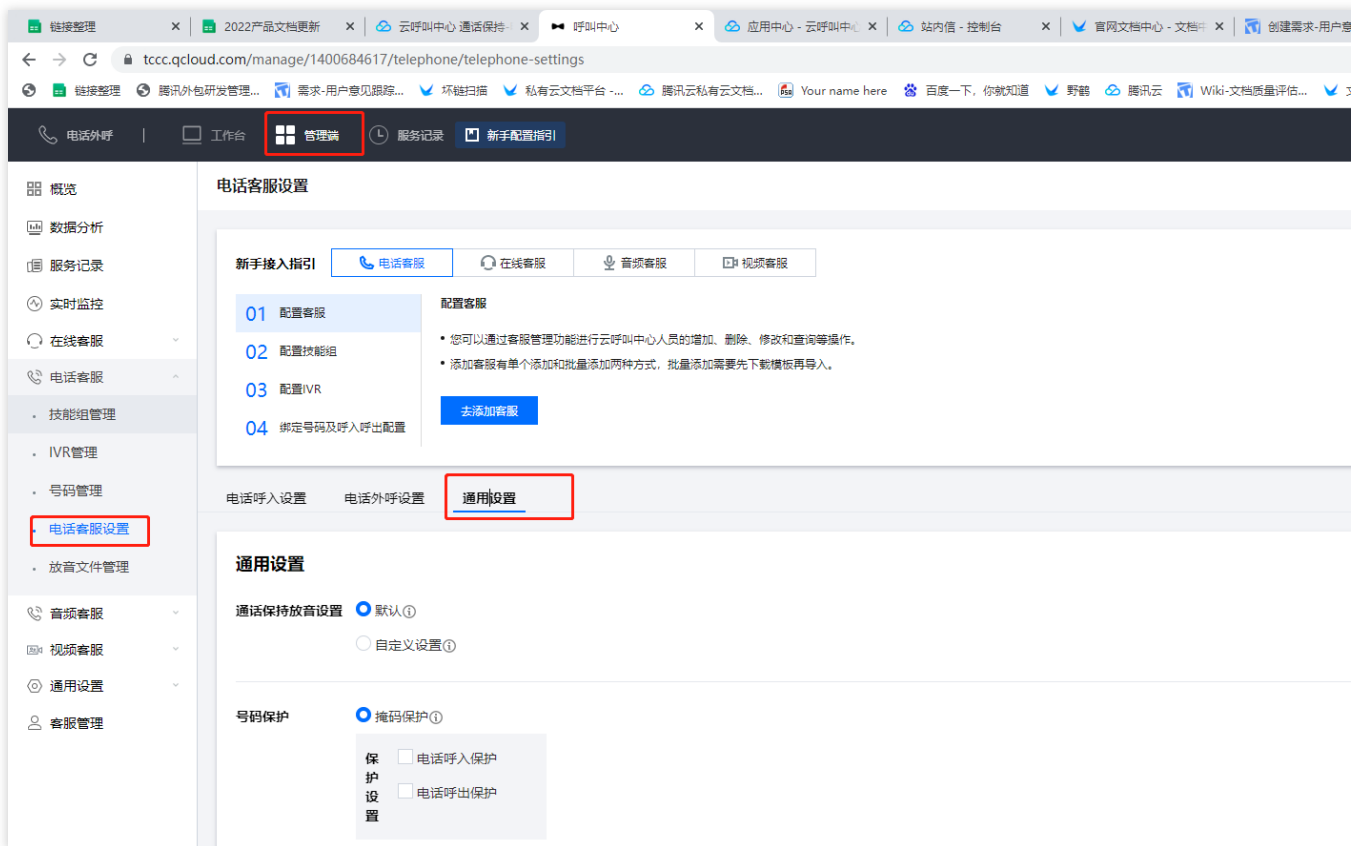 链接整理
2022产品文档更新
云呼叫中心 通话保持-
呼叫中心
应用中心 - 云呼叫中心
站内信 - 控制台
官网文档中心 - 文档中
创建需求-用户意
tccc.qcloud.com/manage/1400684617/telephone/telephone-settings
链接整理
腾讯外包研发管理...
需求-用户意见跟踪...
坏链扫描
私有云文档平台 -...
腾讯云私有云文档...
Your name here
百度一下，你就知道
野鹤
腾讯云
Wiki-文档质量评估...
电话外呼
工作台
管理端
服务记录
新手配置指引
概览
数据分析
服务记录
实时监控
在线客服
电话客服
技能组管理
IVR管理
号码管理
电话客服设置
放音文件管理
音频客服
视频客服
通用设置
客服管理
电话客服设置
新手接入指引
电话客服
在线客服
音频客服
视频客服
01 配置客服
02 配置技能组
03 配置IVR
04 绑定号码及呼入呼出配置
配置客服
• 您可以通过客服管理功能进行云呼叫中心人员的增加、删除、修改和查询等操作。
• 添加客服有单个添加和批量添加两种方式，批量添加需要先下载模板再导入。
去添加客服
电话呼入设置
电话外呼设置
通用设置
通用设置
通话保持放音设置
默认
自定义设置
号码保护
掩码保护
保护设置
电话呼入保护
电话呼出保护